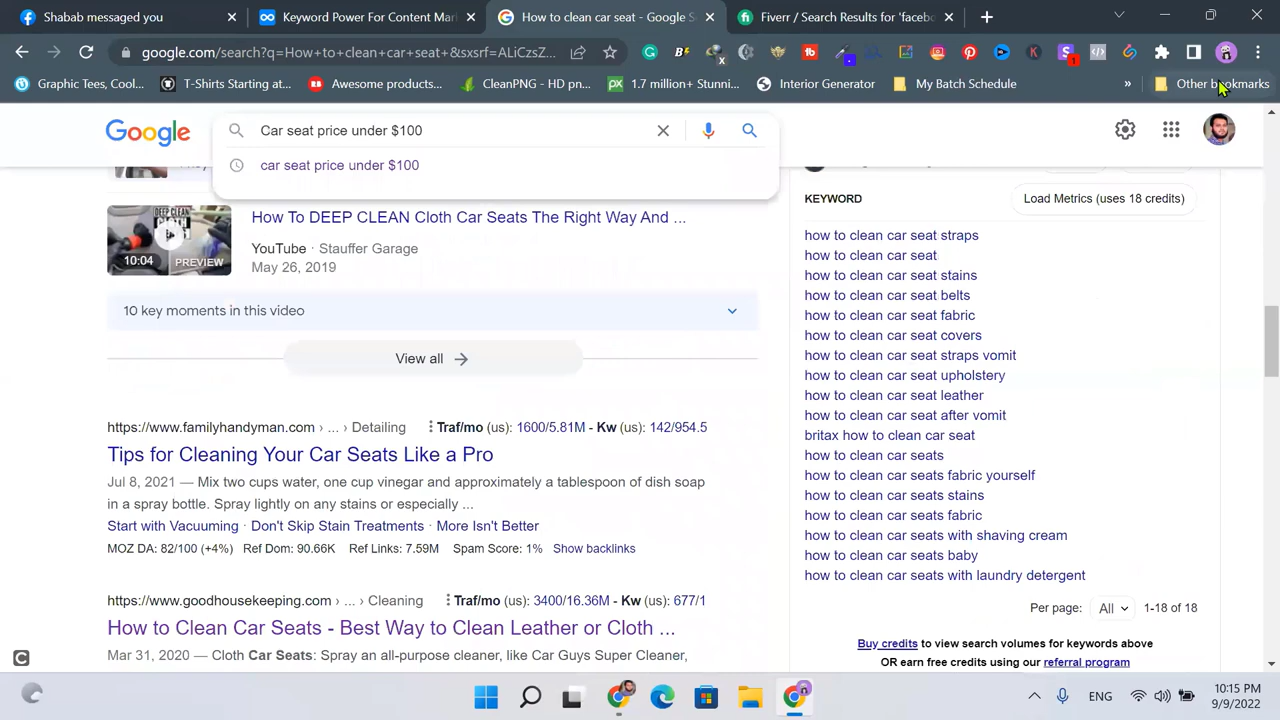 Shabab messaged you
Keyword Power For Content Mar
How to clean car seat - Google S
Fiverr / Search Results for 'facebo
google.com/search?q=How+to+clean+car+seat+&sxsrf=ALiCzsZ...
Graphic Tees, Cool...
T-Shirts Starting at...
Awesome products...
CleanPNG - HD pn...
1.7 million+ Stunni...
Interior Generator
My Batch Schedule
»
Other bookmarks
Google
Car seat price under $100
car seat price under $100
How To DEEP CLEAN Cloth Car Seats The Right Way And ...
YouTube · Stauffer Garage
May 26, 2019
10:04 PREVIEW
10 key moments in this video
View all
https://www.familyhandyman.com › ... › Detailing
Traf/mo (us): 1600/5.81M - Kw (us): 142/954.5
Tips for Cleaning Your Car Seats Like a Pro
Jul 8, 2021 — Mix two cups water, one cup vinegar and approximately a tablespoon of dish soap
in a spray bottle. Spray lightly on any stains or especially ...
Start with Vacuuming · Don't Skip Stain Treatments · More Isn't Better
MOZ DA: 82/100 (+4%) Ref Dom: 90.66K Ref Links: 7.59M Spam Score: 1% Show backlinks
https://www.goodhousekeeping.com › ... › Cleaning
Traf/mo (us): 3400/16.36M - Kw (us): 677/1
How to Clean Car Seats - Best Way to Clean Leather or Cloth ...
Mar 31, 2020 — Cloth Car Seats: Spray an all-purpose cleaner, like Car Guys Super Cleaner,
KEYWORD
Load Metrics (uses 18 credits)
how to clean car seat straps
how to clean car seat
how to clean car seat stains
how to clean car seat belts
how to clean car seat fabric
how to clean car seat covers
how to clean car seat straps vomit
how to clean car seat upholstery
how to clean car seat leather
how to clean car seat after vomit
britax how to clean car seat
how to clean car seats
how to clean car seats fabric yourself
how to clean car seats stains
how to clean car seats fabric
how to clean car seats with shaving cream
how to clean car seats baby
how to clean car seats with laundry detergent
Per page: All 1-18 of 18
Buy credits to view search volumes for keywords above
OR earn free credits using our referral program
ENG
10:15 PM
9/9/2022